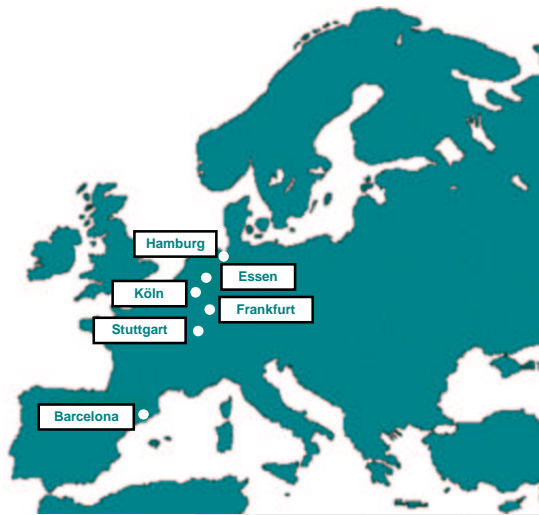 Hamburg
Essen
Köln
Frankfurt
Stuttgart
Barcelona